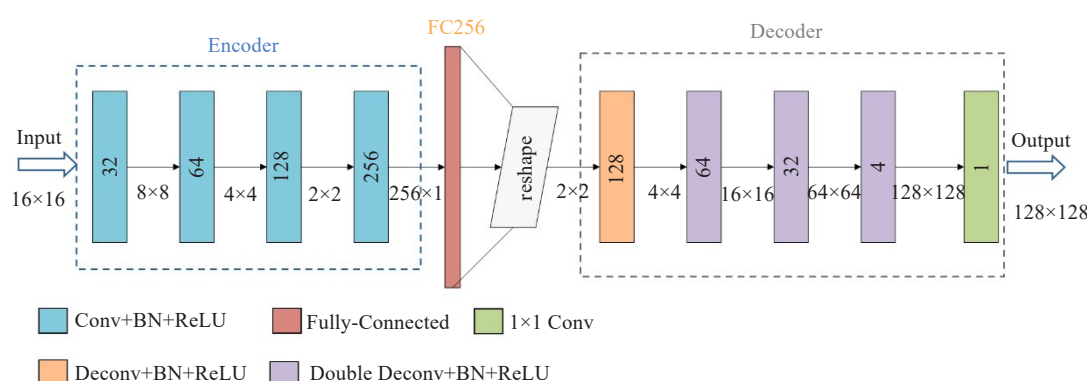 FC256
Encoder
Decoder
Input
16×16
32
8×8
64
4×4
128
2×2
256
256×1
reshape
2×2
128
4×4
64
16×16
32
64×64
4
128×128
1
Output
128×128
Conv+BN+ReLU
Fully-Connected
1×1 Conv
Deconv+BN+ReLU
Double Deconv+BN+ReLU